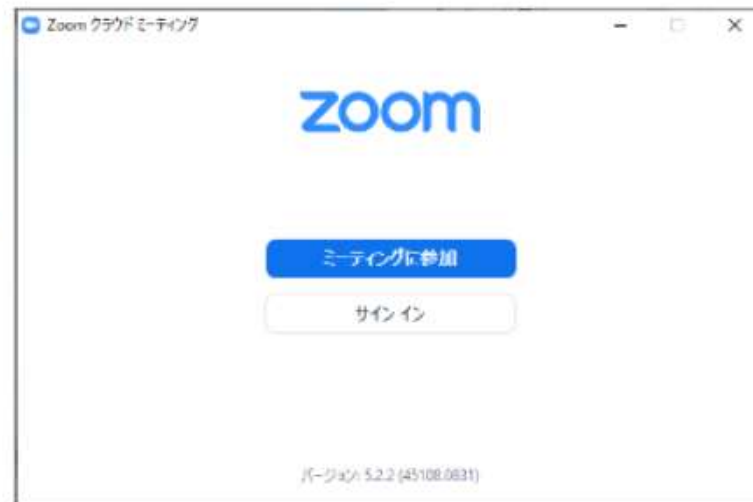 Zoom クラウド ミーティング
zoom
ミーティングに参加
サイン イン
バージョン: 5.2.2 (45108.0831)